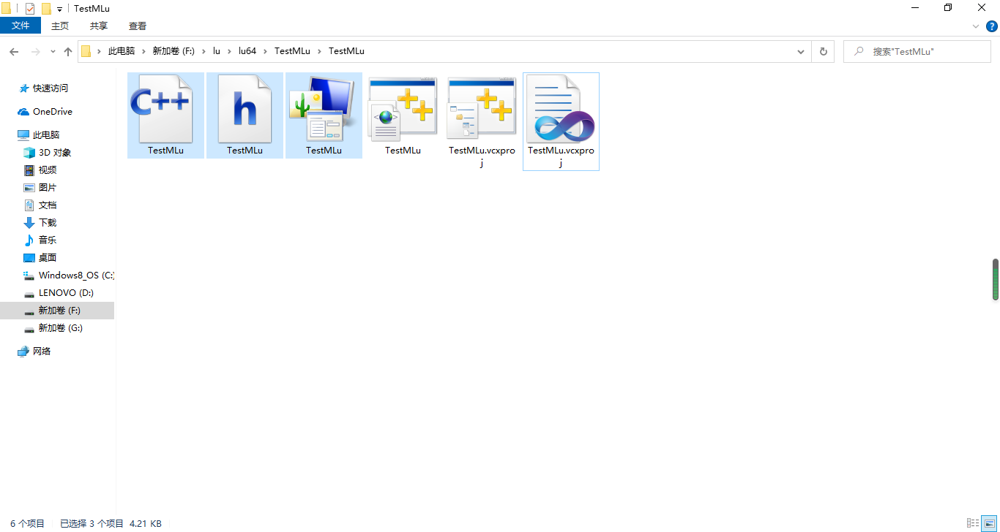 TestMLu
文件 主页 共享 查看
?
此电脑 新加卷 (F:) lu lu64 TestMLu TestMLu
搜索"TestMLu"
快速访问
OneDrive
此电脑
3D 对象
视频
图片
文档
下载
音乐
桌面
Windows8_OS (C:)
LENOVO (D:)
新加卷 (F:)
新加卷 (G:)
网络
C++
h
TestMLu TestMLu TestMLu TestMLu TestMLu.vcxpro TestMLu.vcxpro
j j
6 个项目 已选择 3 个项目 4.21 KB